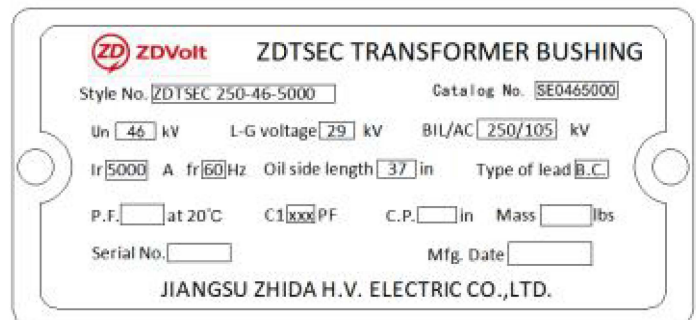 ZD ZDVolt ZDTSEC TRANSFORMER BUSHING
Style No. ZDTSEC 250-46-5000 Catalog No. SE0465000
Un 46 kV L-G voltage 29 kV BIL/AC 250/105 kV
Ir 5000 A fr 60 Hz Oil side length 37 in Type of lead B.C.
P.F. at 20℃ C1 xxx PF C.P. in Mass lbs
Serial No. Mfg. Date
JIANGSU ZHIDA H.V. ELECTRIC CO.,LTD.